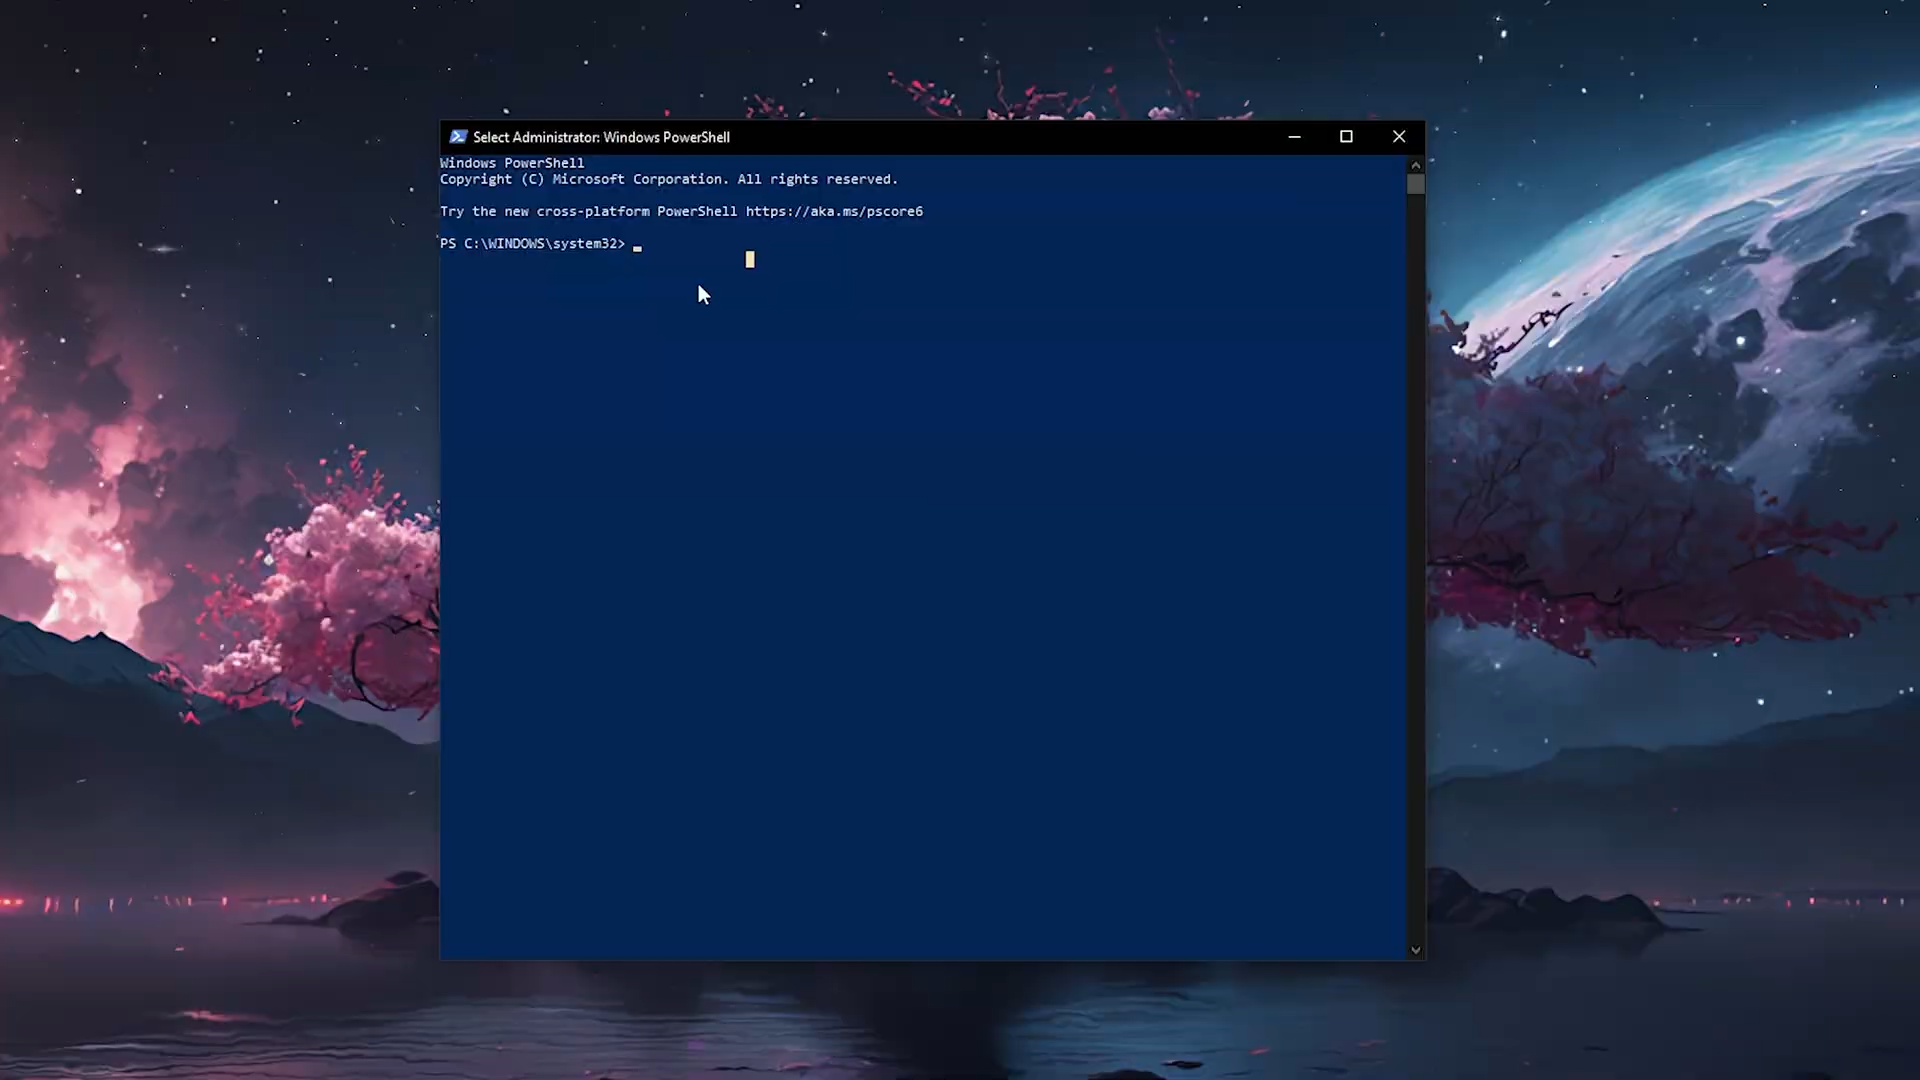 Select Administrator: Windows PowerShell
Windows PowerShell
Copyright (C) Microsoft Corporation. All rights reserved.
Try the new cross-platform PowerShell https://aka.ms/pscore6
PS C:\WINDOWS\system32>